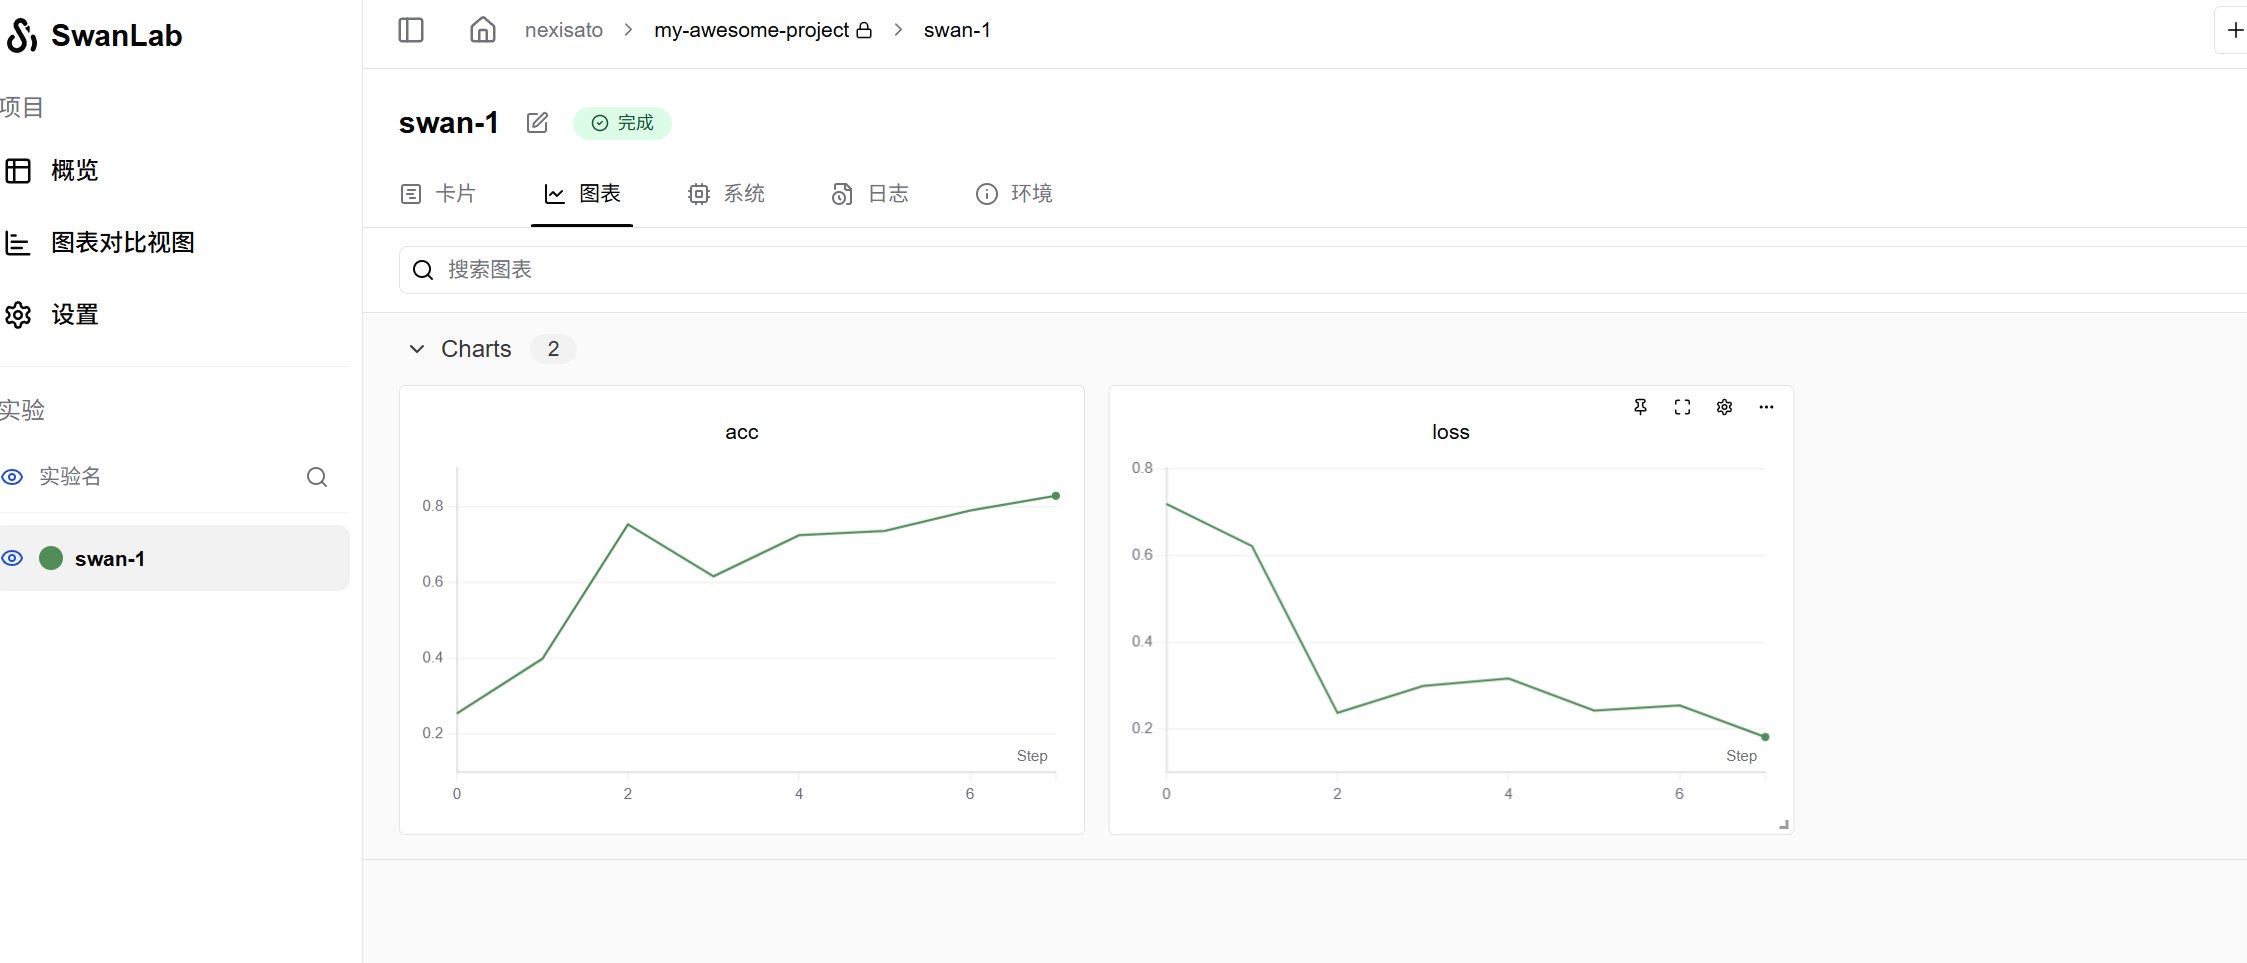 SwanLab
nexisato
my-awesome-project
swan-1
项目
概览
图表对比视图
设置
实验
实验名
swan-1
swan-1
完成
卡片
图表
系统
日志
环境
搜索图表
Charts 2
acc
0.8
0.6
0.4
0.2
Step
0 2 4 6
loss
0.8
0.6
0.4
0.2
Step
0 2 4 6